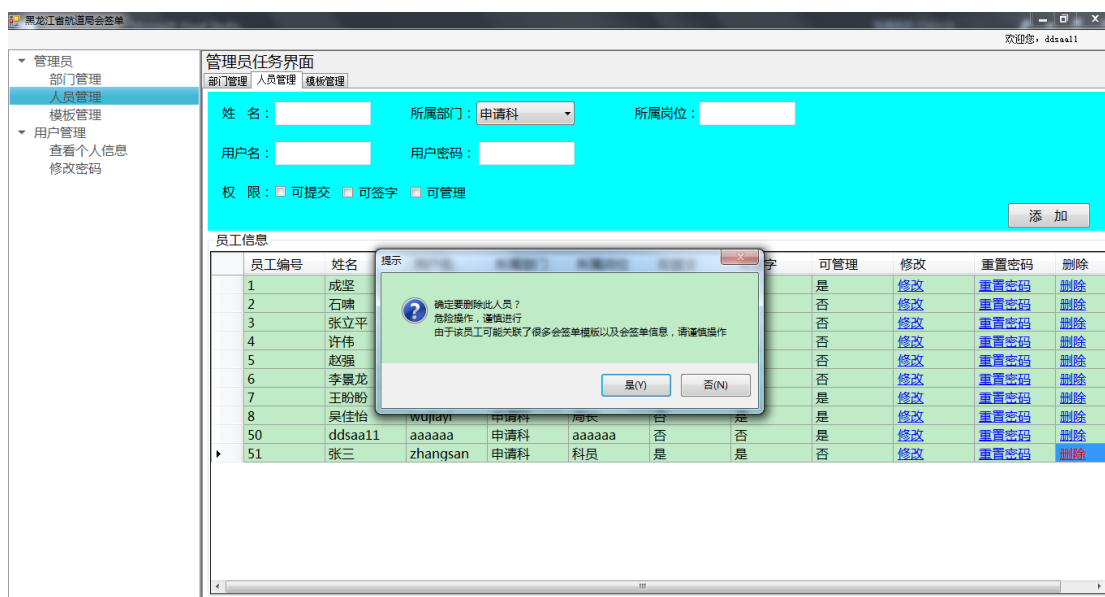 黑龙江省航道局会签单
欢迎您，ddsaa11
管理员
部门管理
人员管理
模板管理
用户管理
查看个人信息
修改密码
管理员任务界面
部门管理 人员管理 模板管理
姓 名： 所属部门： 申请科 所属岗位：
用户名： 用户密码：
权 限： 可提交 可签字 可管理
添 加
员工信息
员工编号 姓名 字 可管理 修改 重置密码 删除
1 成坚 是 修改 重置密码 删除
2 石啸 否 修改 重置密码 删除
3 张立平 否 修改 重置密码 删除
4 许伟 否 修改 重置密码 删除
5 赵强 否 修改 重置密码 删除
6 李景龙 否 修改 重置密码 删除
7 王盼盼 是 修改 重置密码 删除
8 吴佳怡 wujiayi 申请科 局长 否 是 是 修改 重置密码 删除
50 ddsaa11 aaaaaa 申请科 aaaaaa 否 否 是 修改 重置密码 删除
51 张三 zhangsan 申请科 科员 是 是 否 修改 重置密码 删除
提示
确定要删除此人员？
危险操作，谨慎进行
由于该员工可能关联了很多会签单模版以及会签单信息，请谨慎操作
是(Y) 否(N)